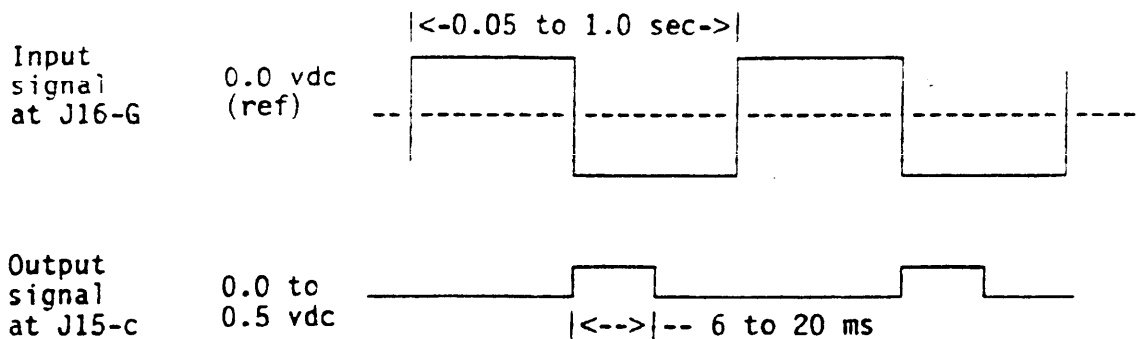 |<-0.05 to 1.0 sec->|
Input
signal
at J16-G
0.0 vdc
(ref)
Output
signal
at J15-c
0.0 to
0.5 vdc
|<-->|-- 6 to 20 ms